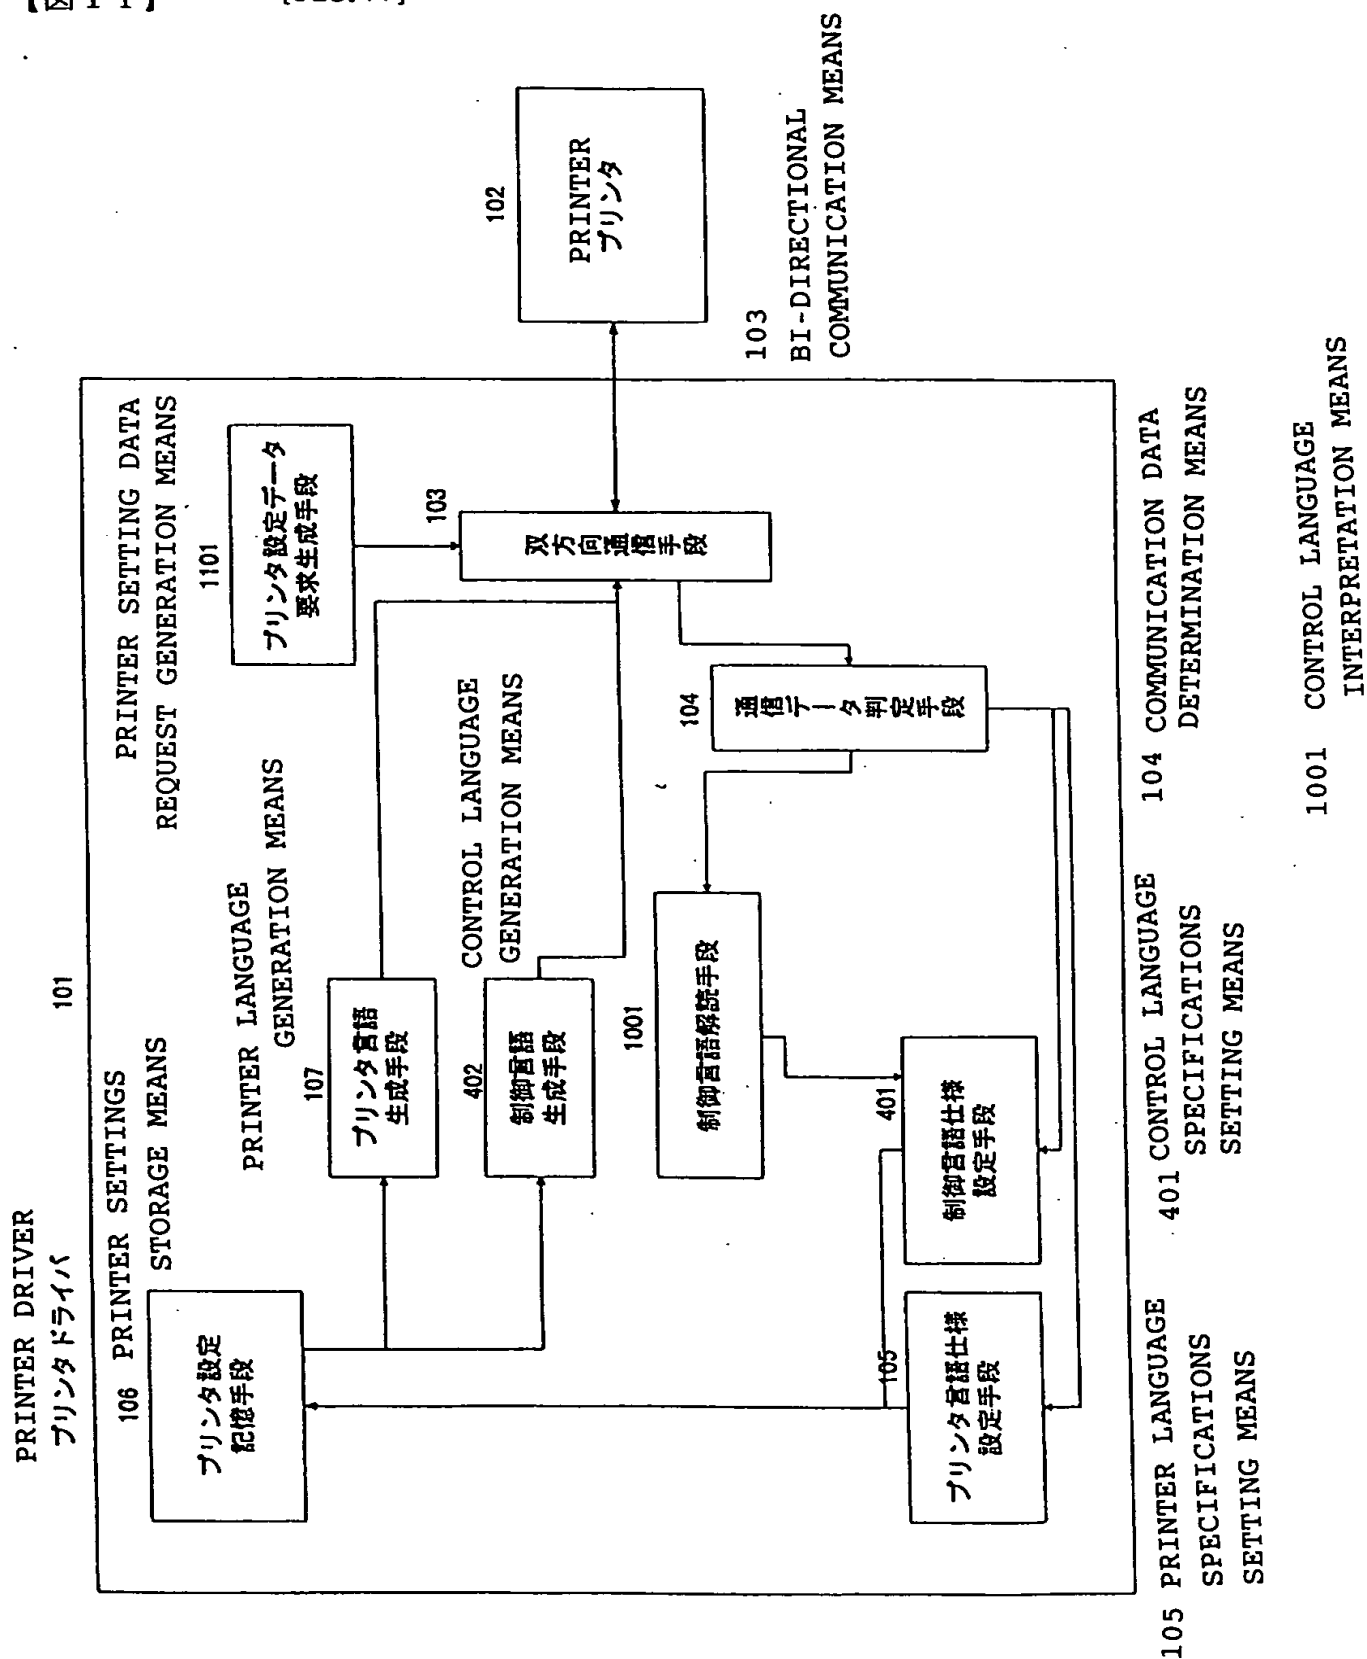 【図11】
PRINTER DRIVER
プリンタドライバ
101
106 PRINTER SETTINGS
STORAGE MEANS
プリンタ設定
記憶手段
PRINTER LANGUAGE
GENERATION MEANS
107
プリンタ言語
生成手段
CONTROL LANGUAGE
GENERATION MEANS
402
制御言語
生成手段
PRINTER SETTING DATA
REQUEST GENERATION MEANS
1101
プリンタ設定データ
要求生成手段
103
双方向通信手段
102
PRINTER
プリンタ
103
BI-DIRECTIONAL
COMMUNICATION MEANS
104
通信データ判定手段
1001
制御言語解読手段
401
制御言語仕様
設定手段
105
プリンタ言語仕様
設定手段
105 PRINTER LANGUAGE
SPECIFICATIONS
SETTING MEANS
401 CONTROL LANGUAGE
SPECIFICATIONS
SETTING MEANS
104 COMMUNICATION DATA
DETERMINATION MEANS
1001 CONTROL LANGUAGE
INTERPRETATION MEANS